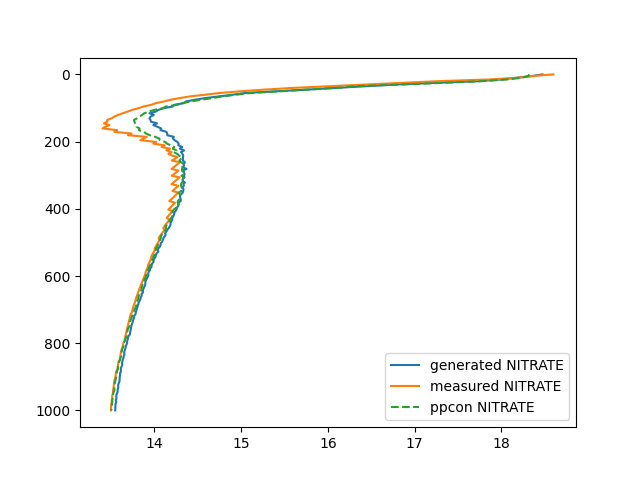 0
200
400
600
800
1000
14 15 16 17 18
generated NITRATE
measured NITRATE
ppcon NITRATE